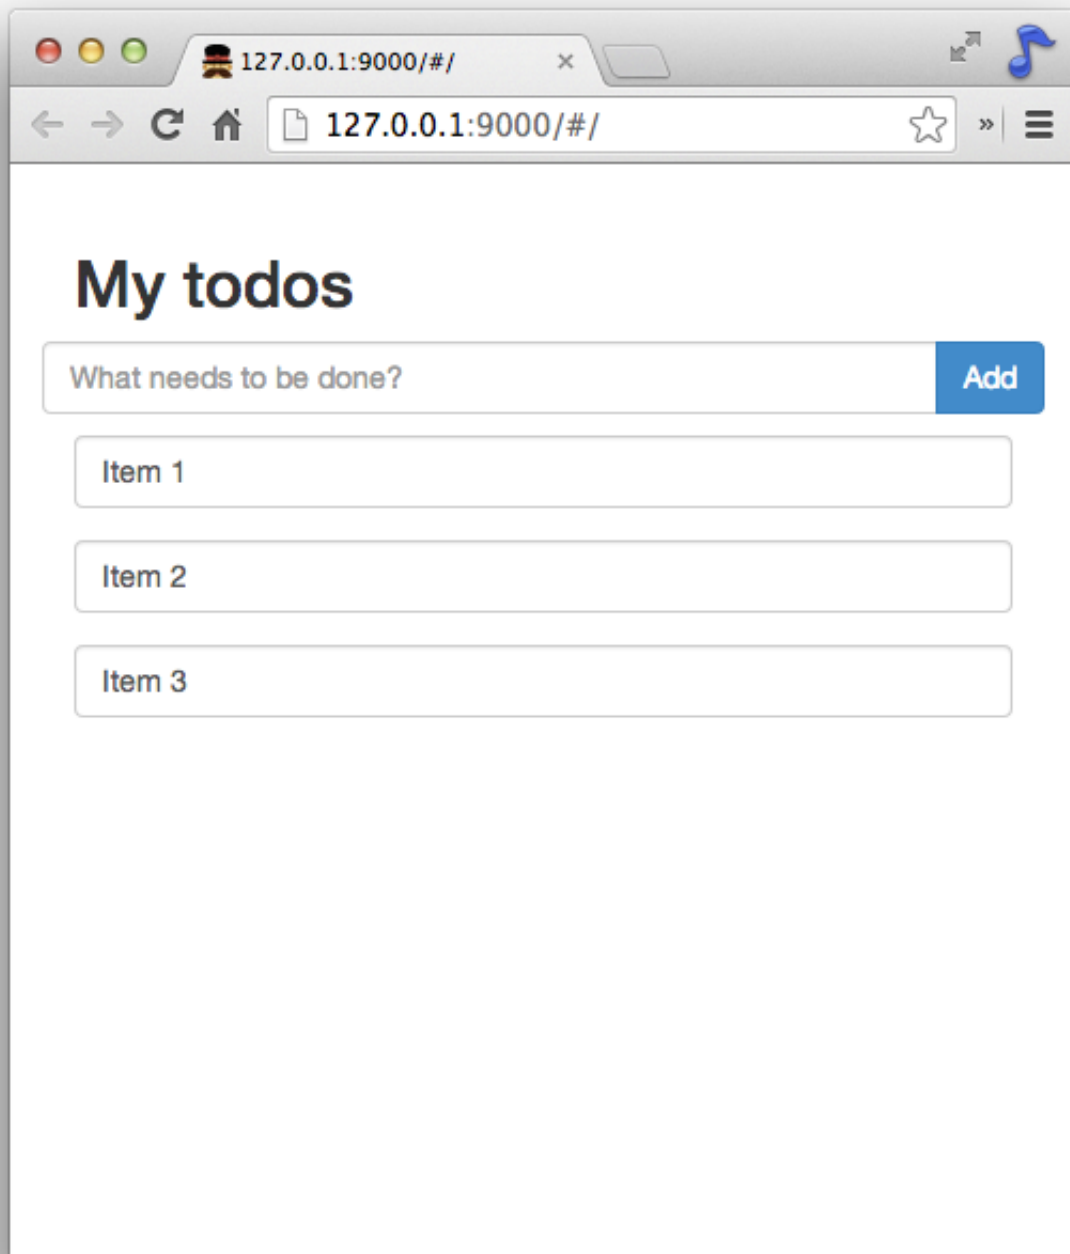 127.0.0.1:9000/#/
127.0.0.1:9000/#/
My todos
What needs to be done?
Add
Item 1
Item 2
Item 3